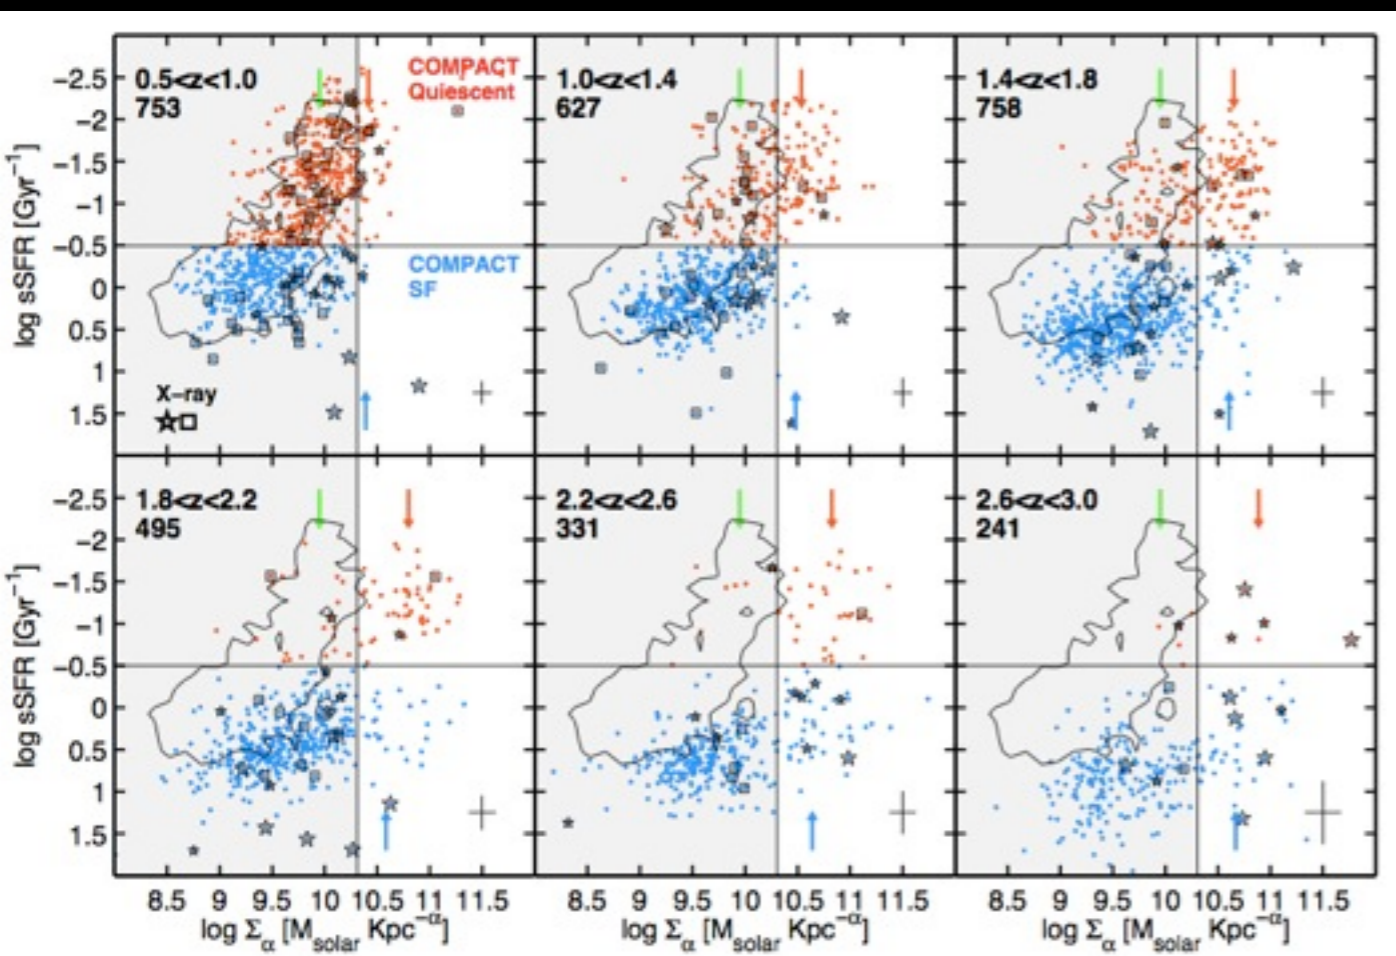 0.5<z<1.0
753
COMPACT
Quiescent
COMPACT
SF
X-ray
1.0<z<1.4
627
1.4<z<1.8
758
log sSFR [Gyr⁻¹]
−2.5
−2
−1.5
−1
−0.5
0
0.5
1
1.5
1.8<z<2.2
495
2.2<z<2.6
331
2.6<z<3.0
241
log sSFR [Gyr⁻¹]
−2.5
−2
−1.5
−1
−0.5
0
0.5
1
1.5
8.5 9 9.5 10 10.5 11 11.5
8.5 9 9.5 10 10.5 11 11.5
8.5 9 9.5 10 10.5 11 11.5
log Σα [Msolar Kpc⁻ᵅ]
log Σα [Msolar Kpc⁻ᵅ]
log Σα [Msolar Kpc⁻ᵅ]